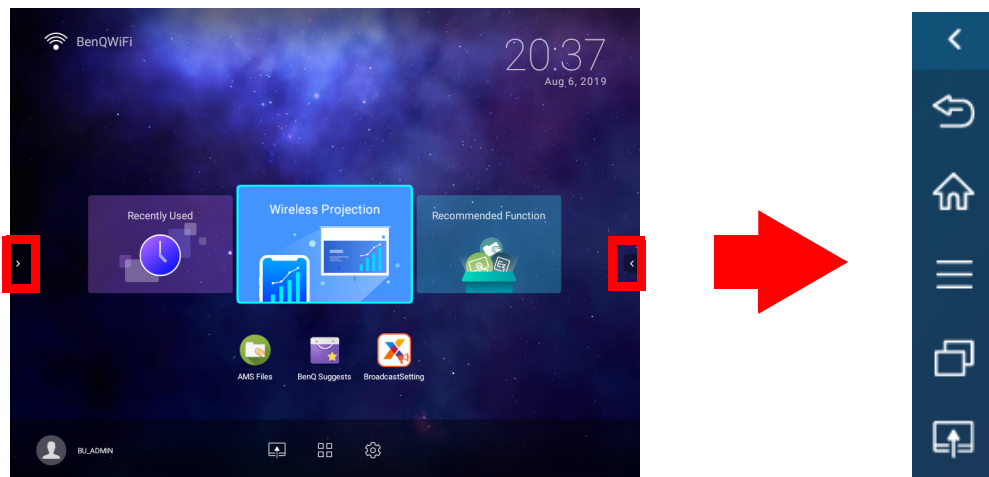 BenQWiFi
20:37
Aug 6, 2019
Recently Used
Wireless Projection
Recommended Function
AMS Files
BenQ Suggests
BroadcastSetting
BU_ADMIN